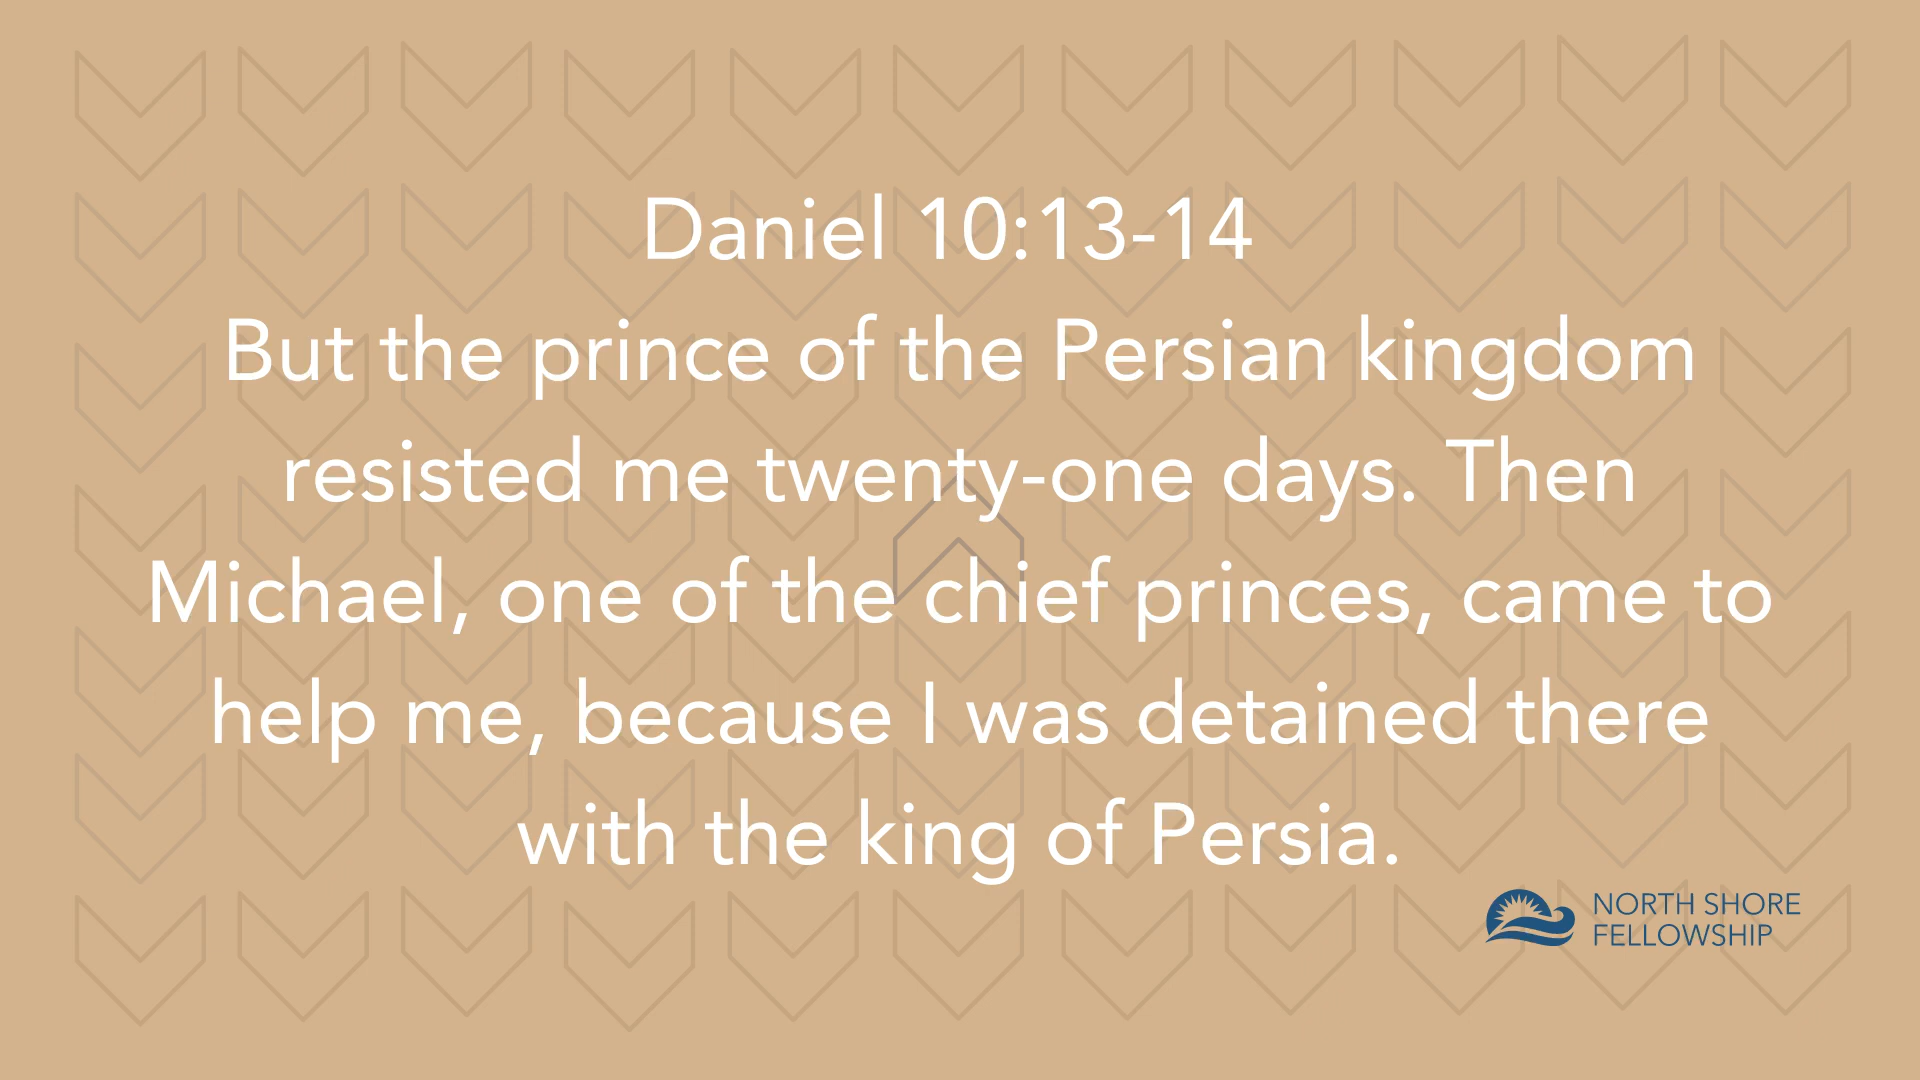 Daniel 10:13-14
But the prince of the Persian kingdom
resisted me twenty-one days. Then
Michael, one of the chief princes, came to
help me, because I was detained there
with the king of Persia.
NORTH SHORE
FELLOWSHIP